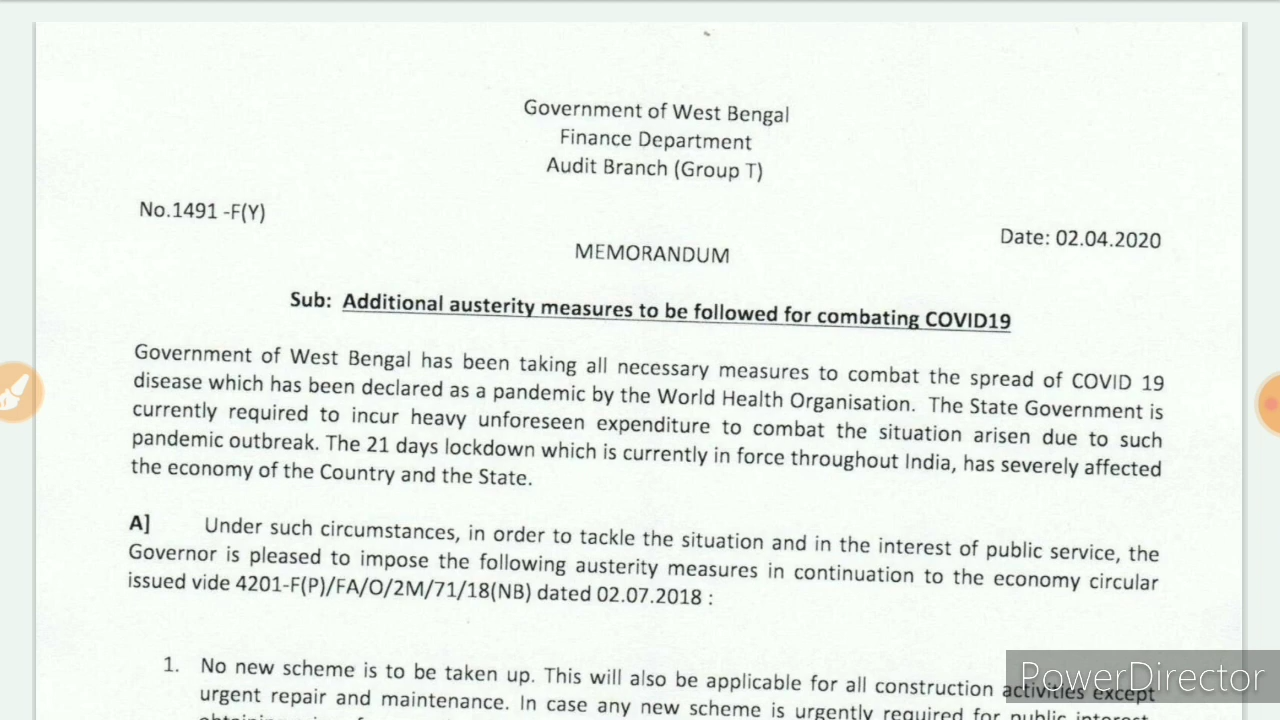 Government of West Bengal
Finance Department
Audit Branch (Group T)
No.1491 -F(Y)
Date: 02.04.2020
MEMORANDUM
Sub: Additional austerity measures to be followed for combating COVID19
Government of West Bengal has been taking all necessary measures to combat the spread of COVID 19
disease which has been declared as a pandemic by the World Health Organisation. The State Government is
currently required to incur heavy unforeseen expenditure to combat the situation arisen due to such
pandemic outbreak. The 21 days lockdown which is currently in force throughout India, has severely affected
the economy of the Country and the State.
A] Under such circumstances, in order to tackle the situation and in the interest of public service, the
Governor is pleased to impose the following austerity measures in continuation to the economy circular
issued vide 4201-F(P)/FA/O/2M/71/18(NB) dated 02.07.2018 :
1. No new scheme is to be taken up. This will also be applicable for all construction activities except
urgent repair and maintenance. In case any new scheme is urgently required for public interest
PowerDirector